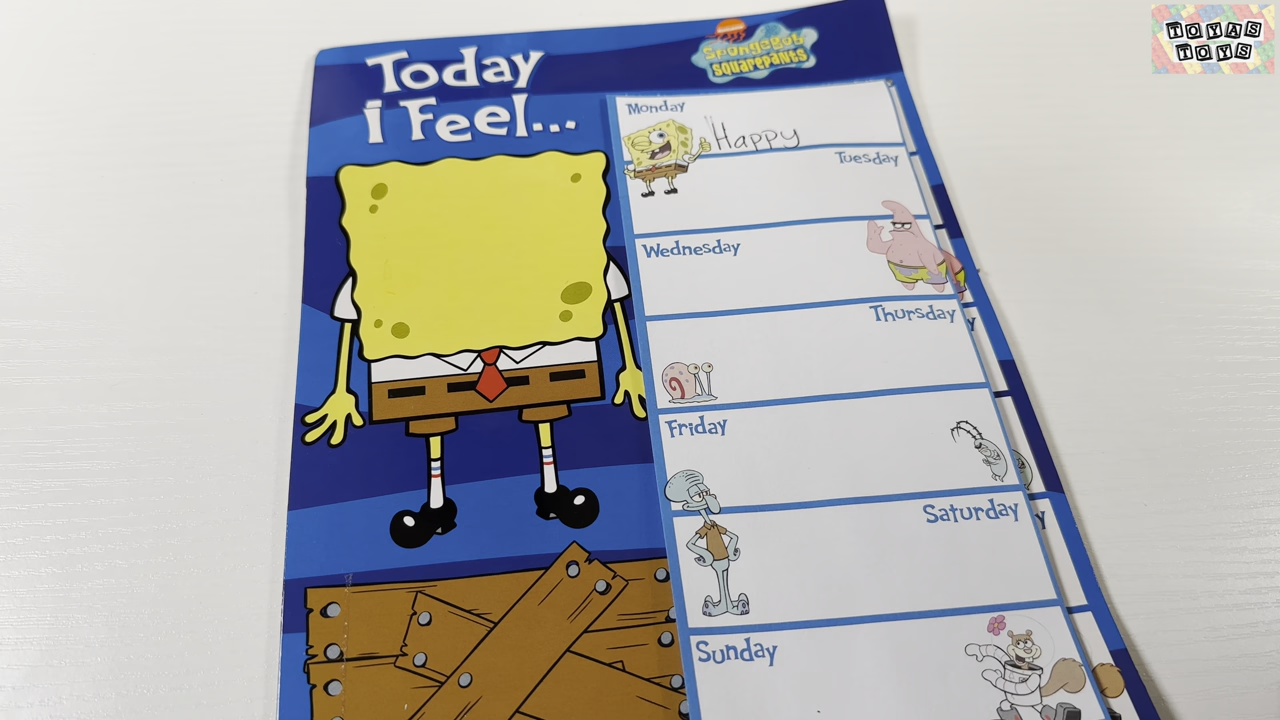 Today
i Feel...
SpongeBob
SquarePants
Monday
Happy
Tuesday
Wednesday
Thursday
Friday
Saturday
Sunday
y
y
TOYAS
TOYS